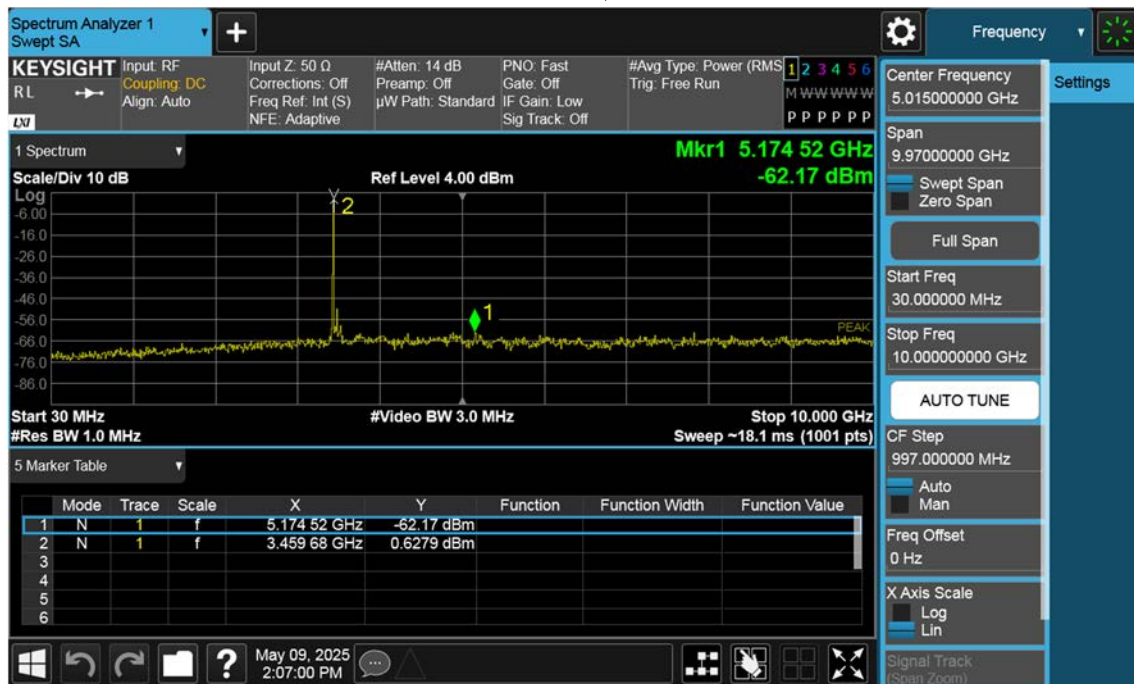 Spectrum Analyzer 1
Swept SA
+
Frequency
KEYSIGHT
RL
LXI
Input: RF
Coupling: DC
Align: Auto
Input Z: 50 Ω
Corrections: Off
Freq Ref: Int (S)
NFE: Adaptive
#Atten: 14 dB
Preamp: Off
µW Path: Standard
PNO: Fast
Gate: Off
IF Gain: Low
Sig Track: Off
#Avg Type: Power (RMS
Trig: Free Run
1 2 3 4 5 6
M W W W W W
P P P P P P
1 Spectrum
Scale/Div 10 dB
Ref Level 4.00 dBm
Mkr1 5.174 52 GHz
-62.17 dBm
Log
-6.00
-16.0
-26.0
-36.0
-46.0
-56.0
-66.0
-76.0
-86.0
2
1
PEAK
Start 30 MHz
#Video BW 3.0 MHz
Stop 10.000 GHz
#Res BW 1.0 MHz
Sweep ~18.1 ms (1001 pts)
5 Marker Table
Mode Trace Scale X Y Function Function Width Function Value
1 N 1 f 5.174 52 GHz -62.17 dBm
2 N 1 f 3.459 68 GHz 0.6279 dBm
3
4
5
6
?
May 09, 2025
2:07:00 PM
Center Frequency
5.015000000 GHz
Span
9.97000000 GHz
Swept Span
Zero Span
Full Span
Start Freq
30.000000 MHz
Stop Freq
10.000000000 GHz
AUTO TUNE
CF Step
997.000000 MHz
Auto
Man
Freq Offset
0 Hz
X Axis Scale
Log
Lin
Signal Track
(Span Zoom)
Settings